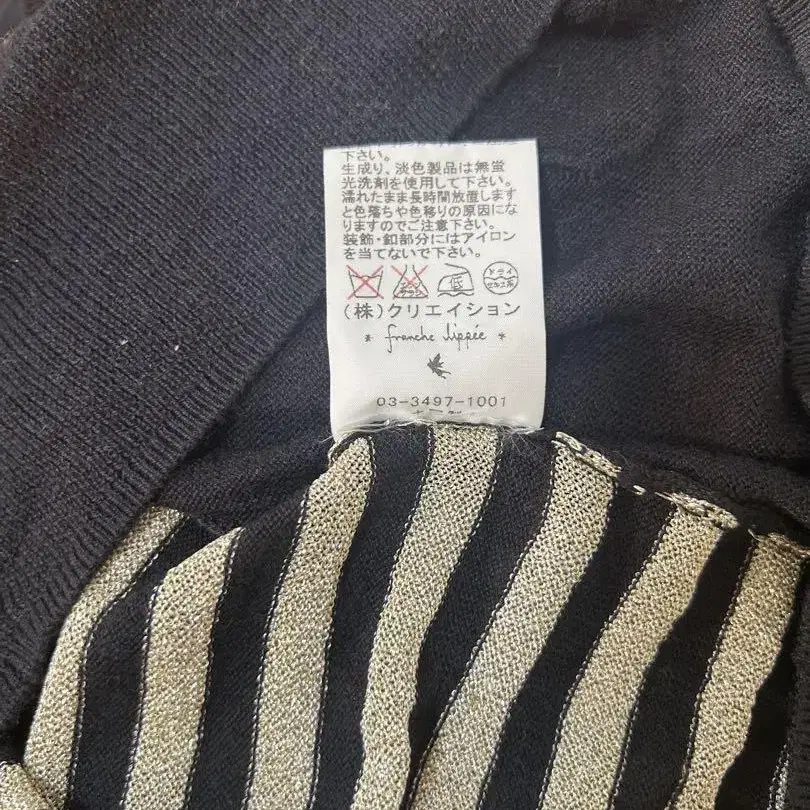 下さい。
生成り、淡色製品は無蛍
光洗剤を使用して下さい。
濡れたまま長時間放置します
と色落ちや色移りの原因にな
りますのでご注意下さい。
装飾・釦部分にはアイロン
を当てないで下さい。
低 ドライ
(株)クリエイション
* franche lippée *
03-3497-1001